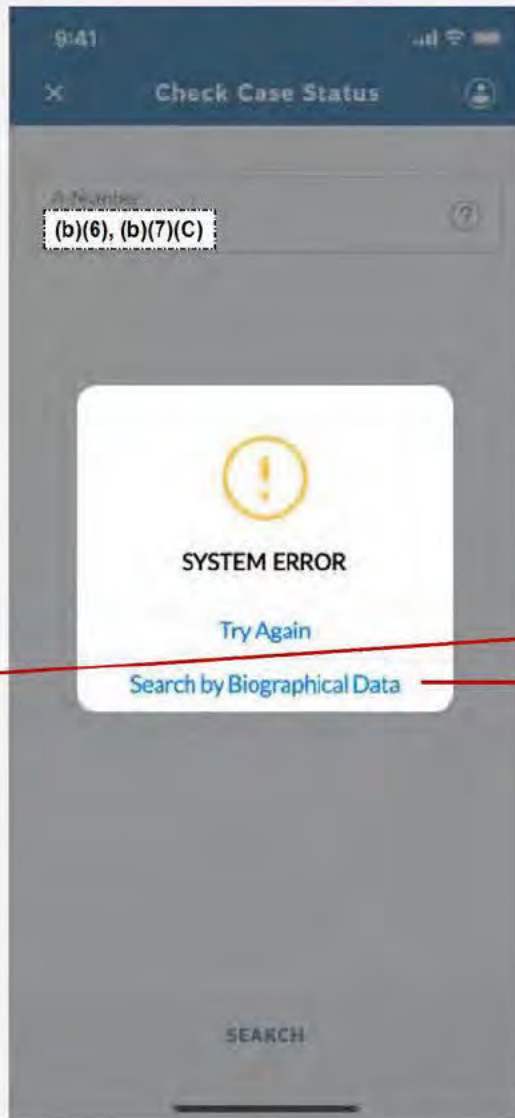 9:41
Check Case Status
A-Number
(b)(6), (b)(7)(C)
SYSTEM ERROR
Try Again
Search by Biographical Data
SEARCH